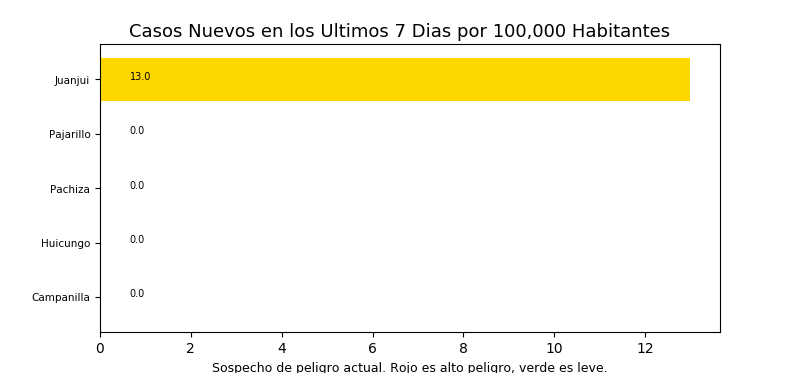 Casos Nuevos en los Ultimos 7 Dias por 100,000 Habitantes
Juanjui 13.0
Pajarillo 0.0
Pachiza 0.0
Huicungo 0.0
Campanilla 0.0
0 2 4 6 8 10 12
Sospecho de peligro actual. Rojo es alto peligro, verde es leve.